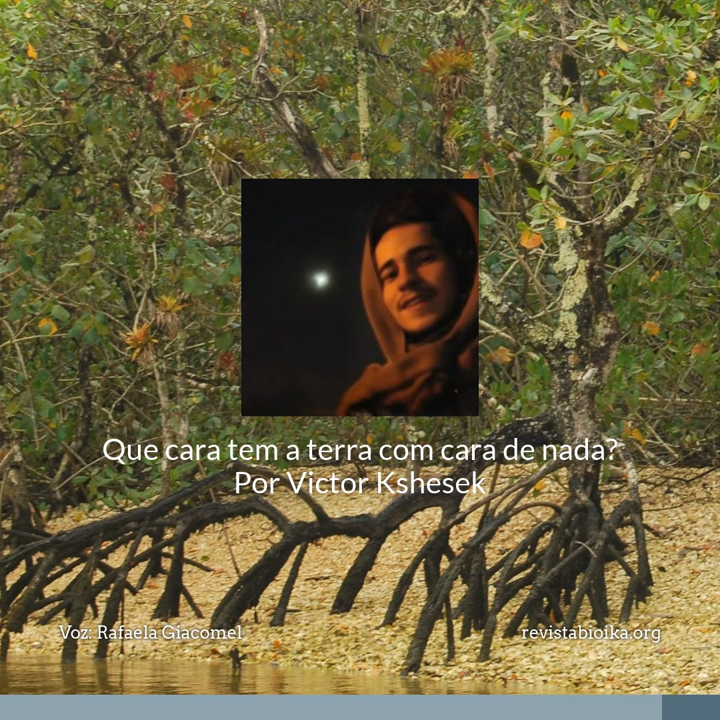 Que cara tem a terra com cara de nada?
Por Victor Kshesek
Voz: Rafaela Giacomel
revistabioika.org